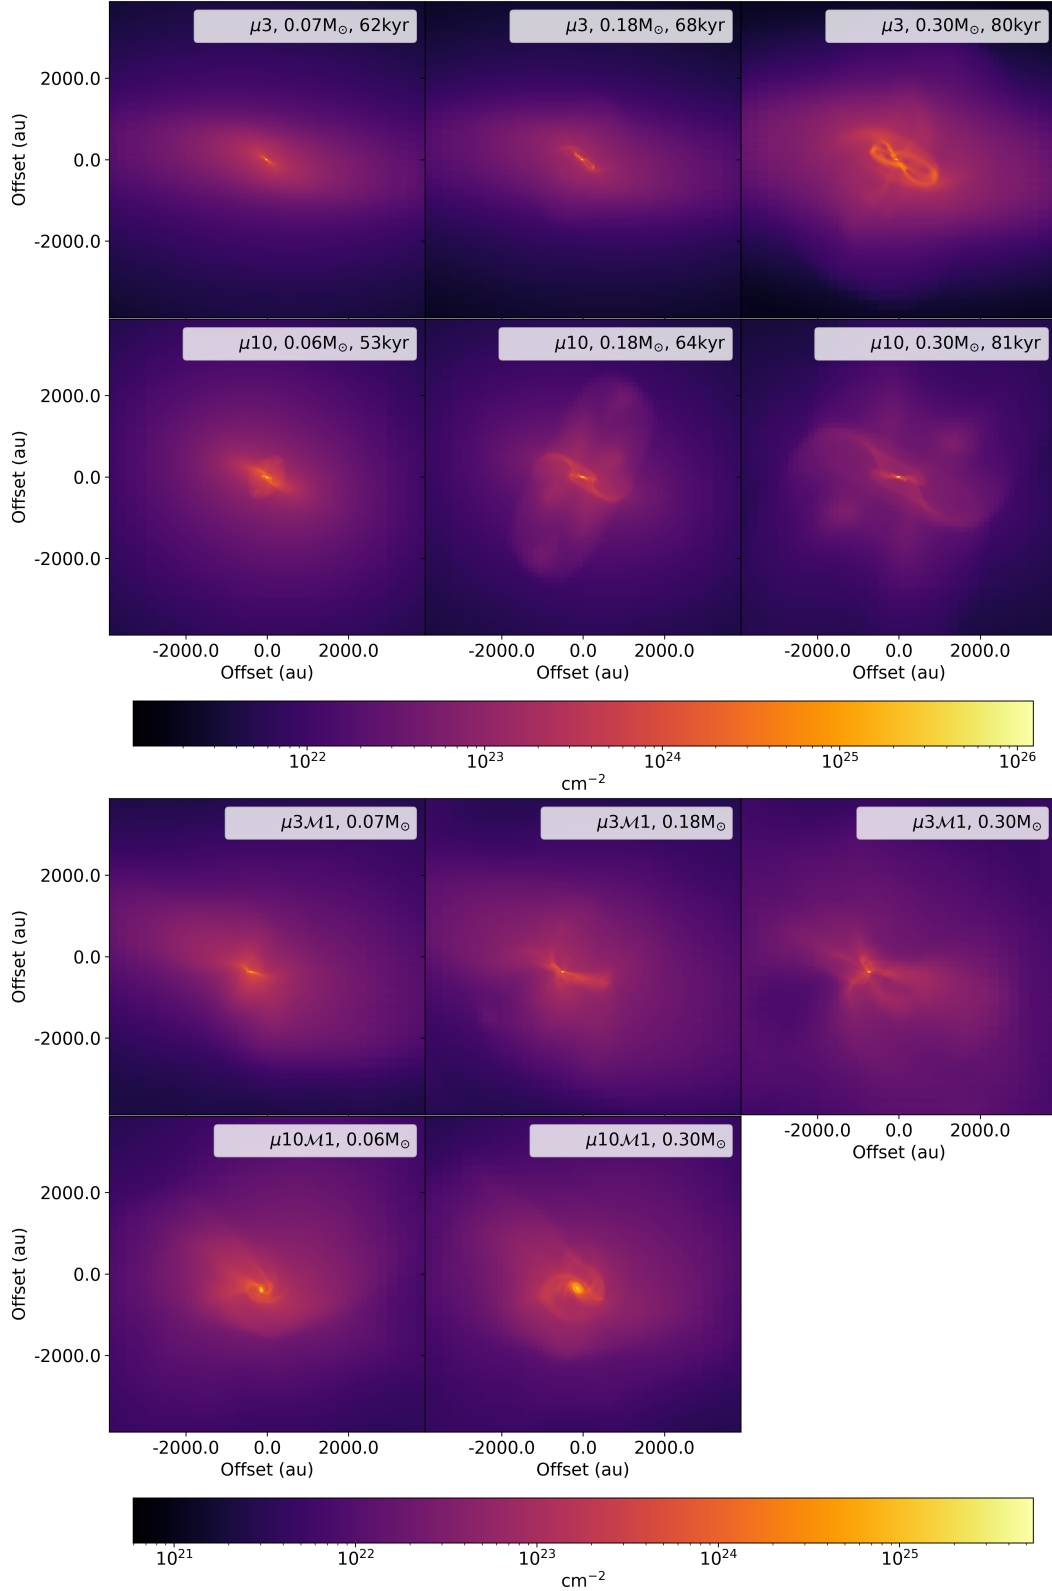 μ3, 0.07M☉, 62kyr
μ3, 0.18M☉, 68kyr
μ3, 0.30M☉, 80kyr
2000.0
0.0
-2000.0
Offset (au)
μ10, 0.06M☉, 53kyr
μ10, 0.18M☉, 64kyr
μ10, 0.30M☉, 81kyr
2000.0
0.0
-2000.0
Offset (au)
-2000.0 0.0 2000.0
-2000.0 0.0 2000.0
-2000.0 0.0 2000.0
Offset (au)
Offset (au)
Offset (au)
10²² 10²³ 10²⁴ 10²⁵ 10²⁶
cm⁻²
μ3ℳ1, 0.07M☉
μ3ℳ1, 0.18M☉
μ3ℳ1, 0.30M☉
2000.0
0.0
-2000.0
Offset (au)
-2000.0 0.0 2000.0
Offset (au)
μ10ℳ1, 0.06M☉
μ10ℳ1, 0.30M☉
2000.0
0.0
-2000.0
Offset (au)
-2000.0 0.0 2000.0
-2000.0 0.0 2000.0
Offset (au)
Offset (au)
10²¹ 10²² 10²³ 10²⁴ 10²⁵
cm⁻²